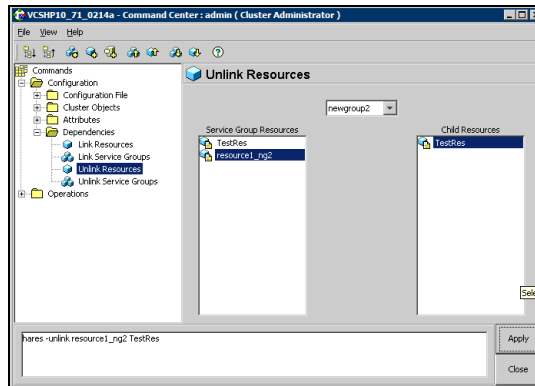 VCSHP10_71_0214a - Command Center : admin ( Cluster Administrator )
File View Help
Commands
Configuration
Configuration File
Cluster Objects
Attributes
Dependencies
Link Resources
Link Service Groups
Unlink Resources
Unlink Service Groups
Operations
Unlink Resources
newgroup2
Service Group Resources
TestRes
resource1_ng2
Child Resources
TestRes
Sele
hares -unlink resource1_ng2 TestRes
Apply
Close